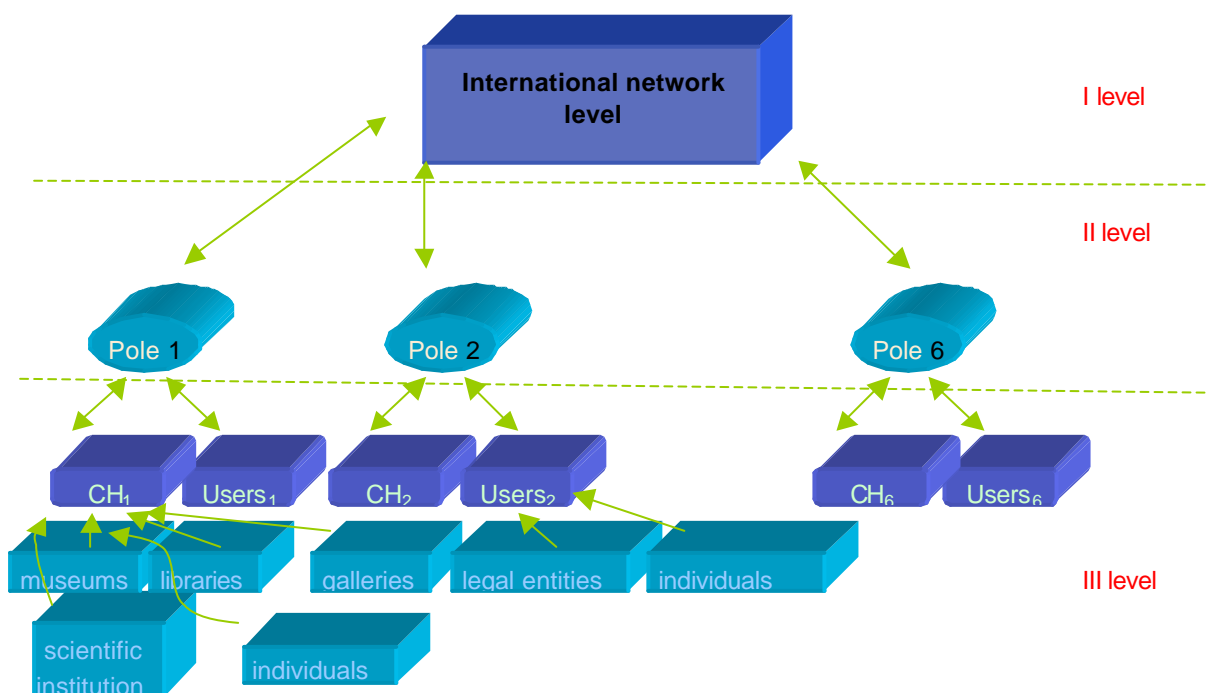 International network
level
I level
II level
Pole 1
Pole 2
Pole 6
CH₁
Users₁
CH₂
Users₂
CH₆
Users₆
museums
libraries
galleries
legal entities
individuals
III level
scientific
institution
individuals